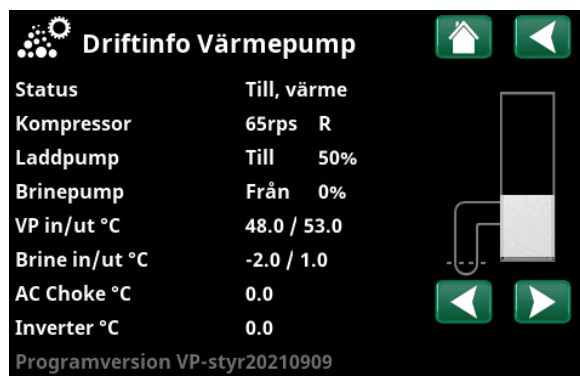 Driftinfo Värmepump
Status Till, värme
Kompressor 65rps R
Laddpump Till 50%
Brinepump Från 0%
VP in/ut °C 48.0 / 53.0
Brine in/ut °C -2.0 / 1.0
AC Choke °C 0.0
Inverter °C 0.0
Programversion VP-styr20210909